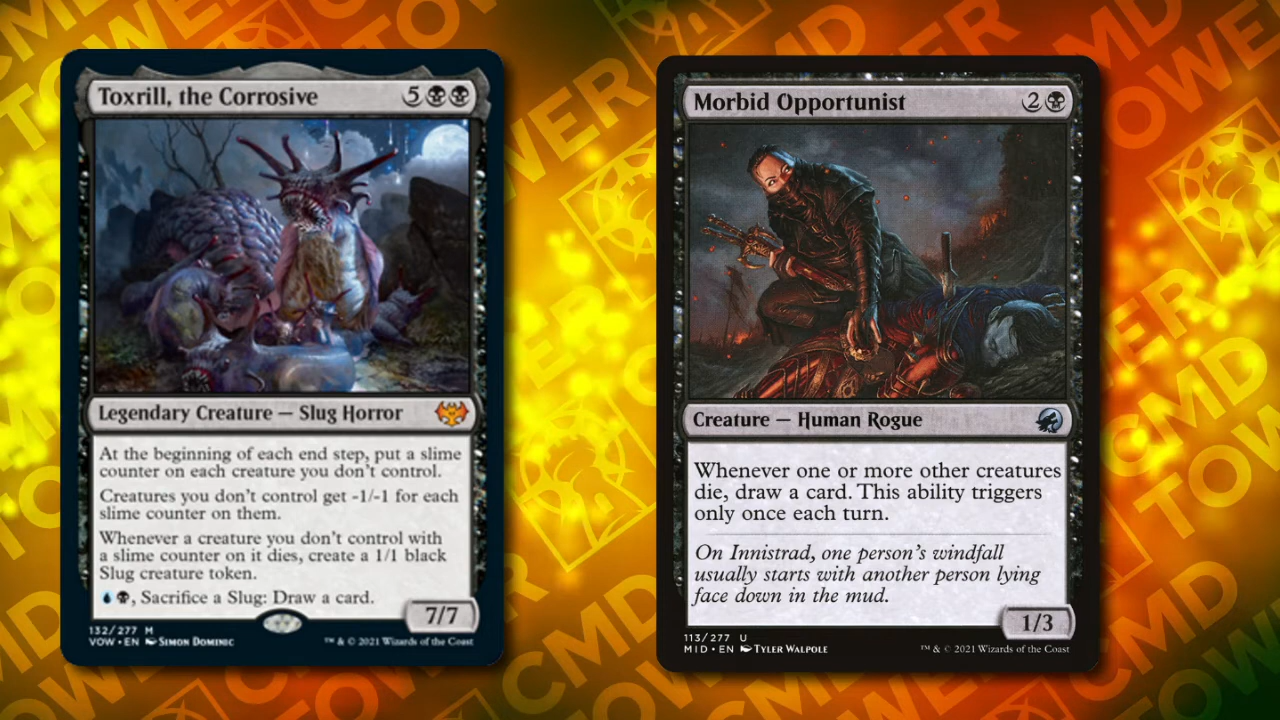 Toxrill, the Corrosive 5
Legendary Creature — Slug Horror
At the beginning of each end step, put a slime
counter on each creature you don't control.
Creatures you don't control get -1/-1 for each
slime counter on them.
Whenever a creature you don't control with
a slime counter on it dies, create a 1/1 black
Slug creature token.
, Sacrifice a Slug: Draw a card.
7/7
132/277 M
VOW • EN Simon Dominic
™ & © 2021 Wizards of the Coast
Morbid Opportunist 2
Creature — Human Rogue
Whenever one or more other creatures
die, draw a card. This ability triggers
only once each turn.
On Innistrad, one person's windfall
usually starts with another person lying
face down in the mud.
1/3
113/277 U
MID • EN Tyler Walpole
™ & © 2021 Wizards of the Coast
CMD
TOWER